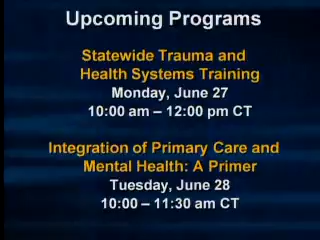 Upcoming Programs
Statewide Trauma and
Health Systems Training
Monday, June 27
10:00 am – 12:00 pm CT
Integration of Primary Care and
Mental Health: A Primer
Tuesday, June 28
10:00 – 11:30 am CT